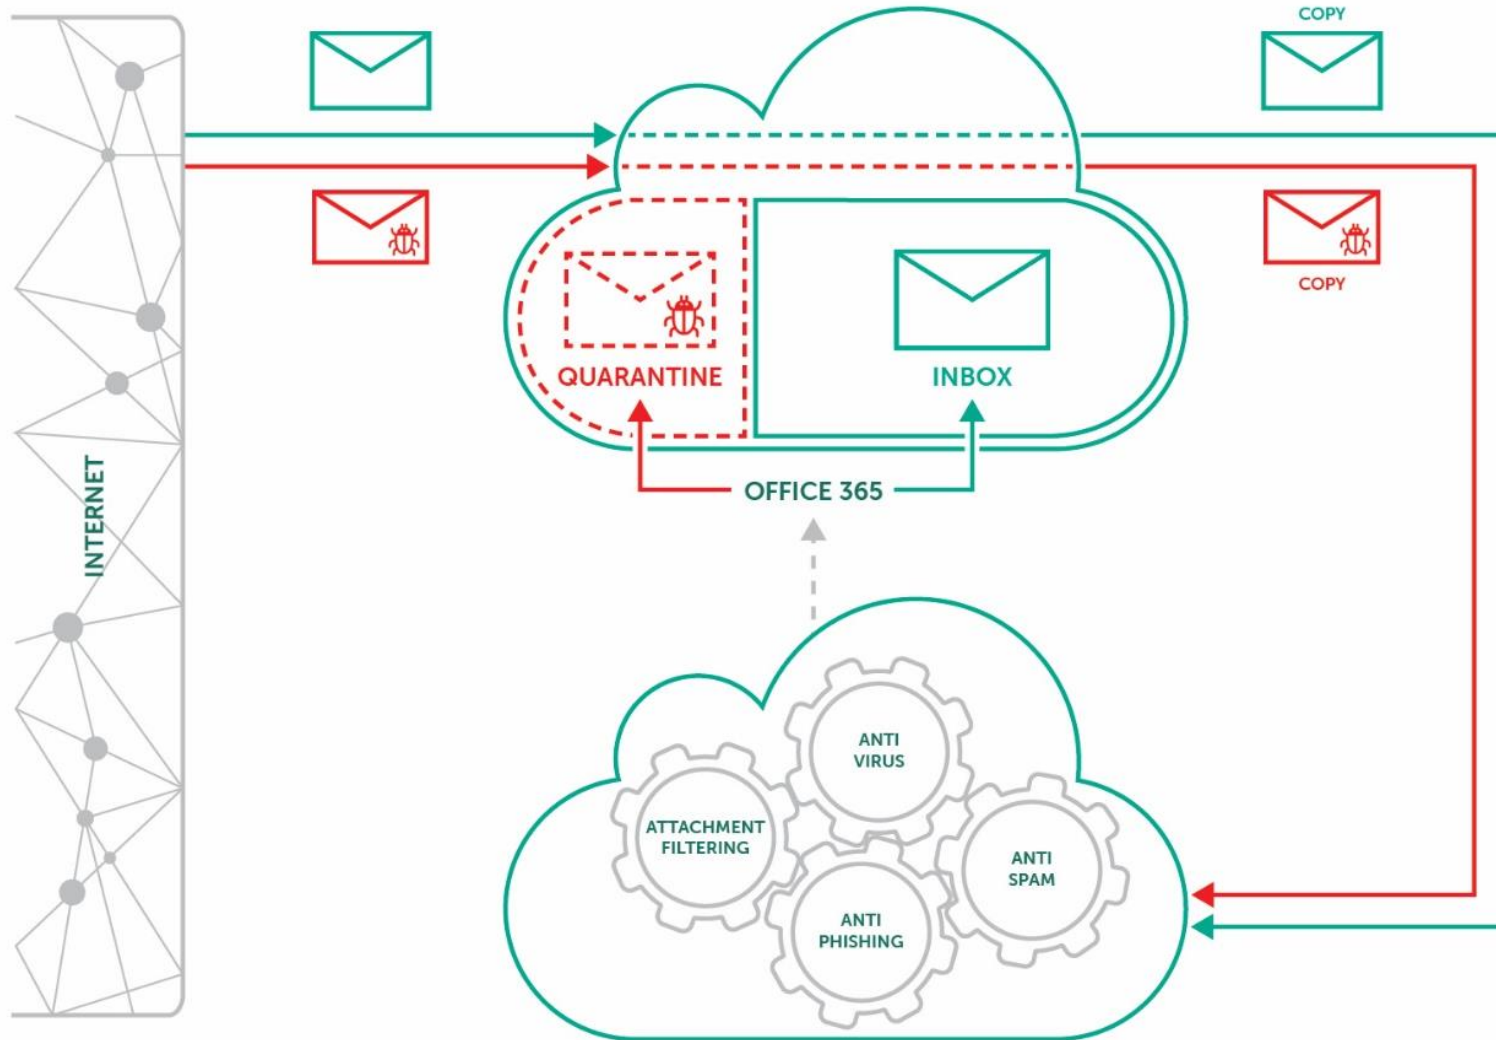 COPY
COPY
QUARANTINE
INBOX
INTERNET
OFFICE 365
ANTI
VIRUS
ATTACHMENT
FILTERING
ANTI
SPAM
ANTI
PHISHING